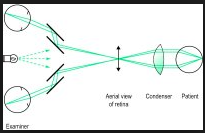 Aerial view
of retina
Condenser
Patient
Examiner